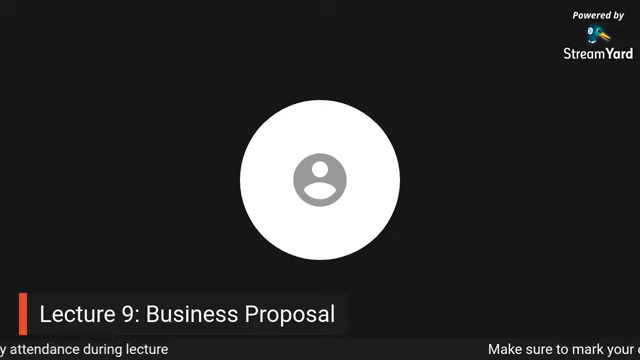 Powered by
StreamYard
Lecture 9: Business Proposal
attendance during lecture
Make sure to mark your